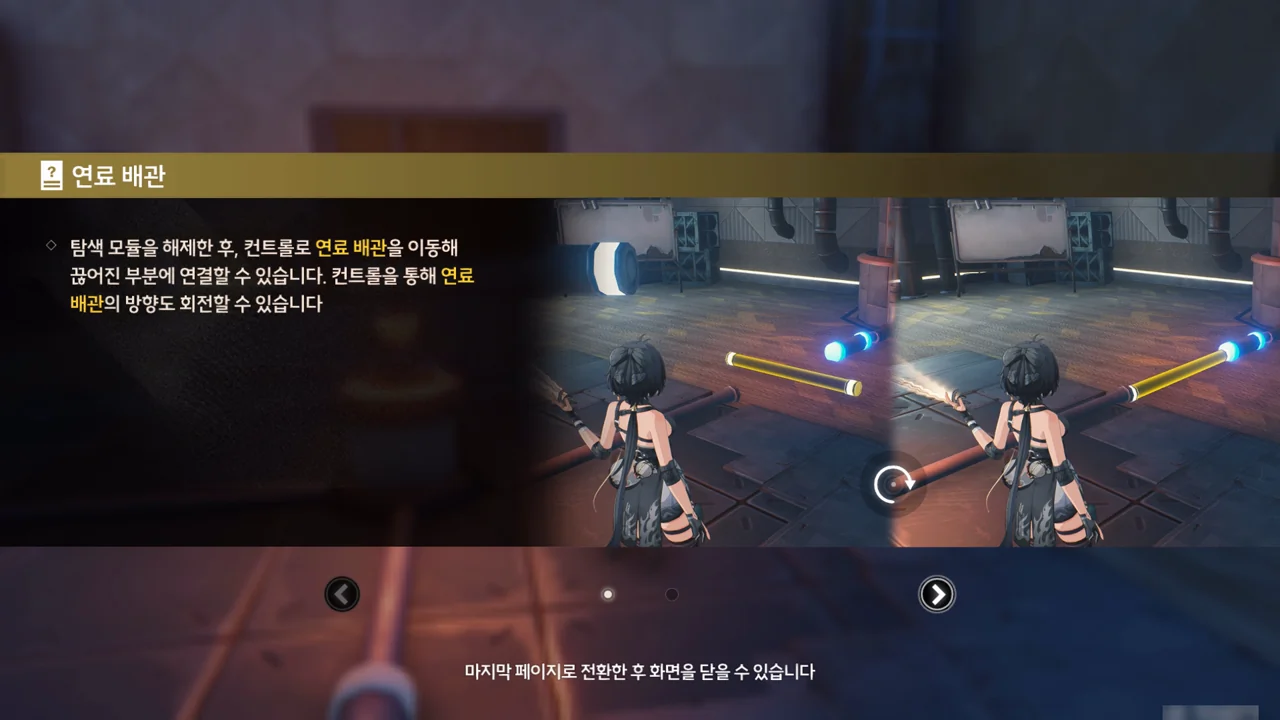 연료 배관
탐색 모듈을 해제한 후, 컨트롤로 연료 배관을 이동해
끊어진 부분에 연결할 수 있습니다. 컨트롤을 통해 연료
배관의 방향도 회전할 수 있습니다
마지막 페이지로 전환한 후 화면을 닫을 수 있습니다